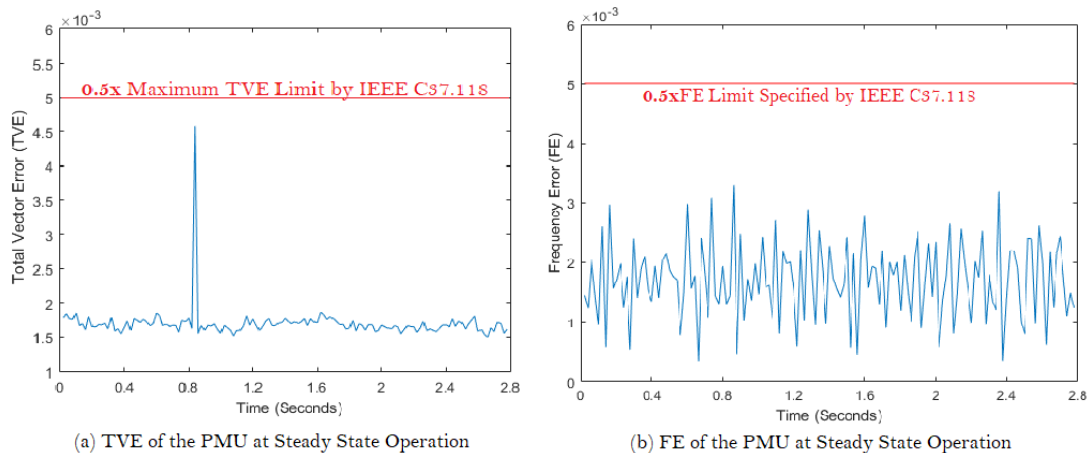 ×10⁻³
6
5.5
0.5x Maximum TVE Limit by IEEE C37.118
5
4.5
4
3.5
3
2.5
2
1.5
1
0 0.4 0.8 1.2 1.6 2 2.4 2.8
Total Vector Error (TVE)
Time (Seconds)
(a) TVE of the PMU at Steady State Operation
×10⁻³
6
5
0.5xFE Limit Specified by IEEE C37.118
4
3
2
1
0
0 0.4 0.8 1.2 1.6 2 2.4 2.8
Frequency Error (FE)
Time (Seconds)
(b) FE of the PMU at Steady State Operation